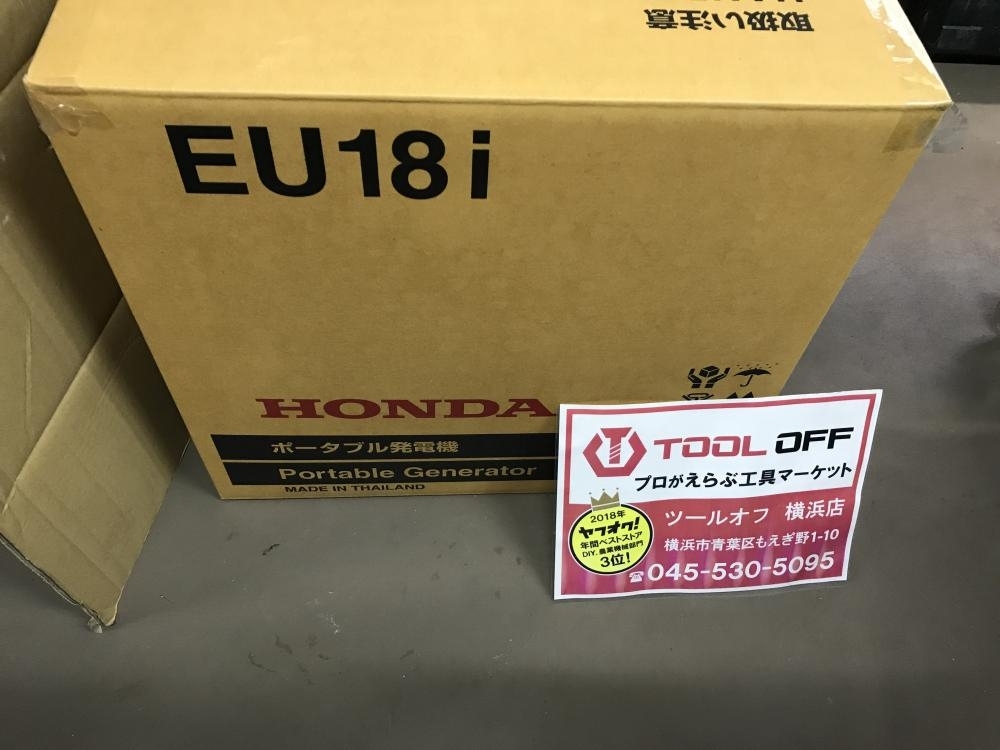 取扱い注意
EU18i
HONDA
ポータブル発電機
Portable Generator
MADE IN THAILAND
T
TOOL OFF
プロがえらぶ工具マーケット
2018年
ヤフオク!
年間ベストストア
DIY、農業機械部門
3位!
ツールオフ 横浜店
横浜市青葉区もえぎ野1-10
☎045-530-5095